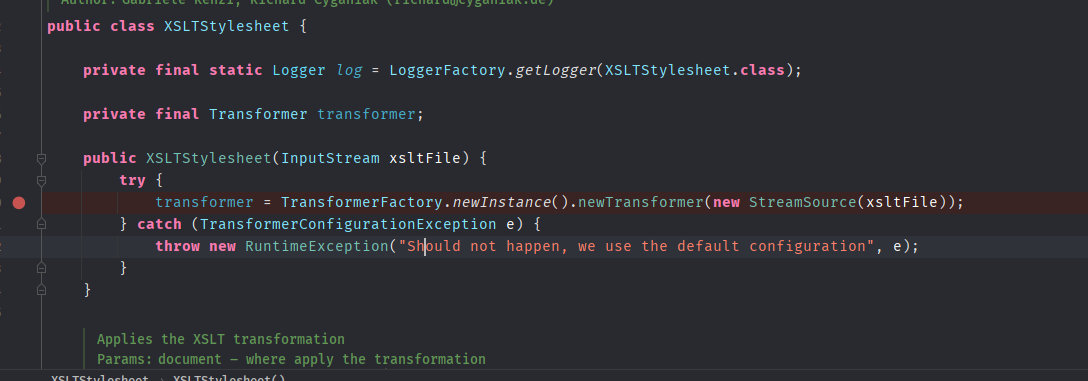 Author: Gabriele Renzi, Richard Cyganiak (richard@cyganiak.de)
public class XSLTStylesheet {
private final static Logger log = LoggerFactory.getLogger(XSLTStylesheet.class);
private final Transformer transformer;
public XSLTStylesheet(InputStream xsltFile) {
try {
transformer = TransformerFactory.newInstance().newTransformer(new StreamSource(xsltFile));
} catch (TransformerConfigurationException e) {
throw new RuntimeException("Should not happen, we use the default configuration", e);
}
}
Applies the XSLT transformation
Params: document – where apply the transformation
XSLTStylesheet > XSLTStylesheet()